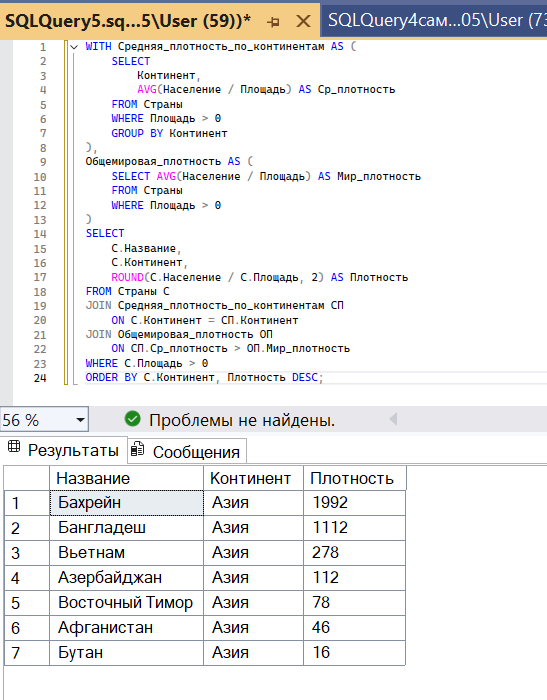 SQLQuery5.sq...5\User (59))* SQLQuery4сам...05\User (73
1 WITH Средняя_плотность_по_континентам AS (
2 SELECT
3 Континент,
4 AVG(Население / Площадь) AS Ср_плотность
5 FROM Страны
6 WHERE Площадь > 0
7 GROUP BY Континент
8 ),
9 Общемировая_плотность AS (
10 SELECT AVG(Население / Площадь) AS Мир_плотность
11 FROM Страны
12 WHERE Площадь > 0
13 )
14 SELECT
15 С.Название,
16 С.Континент,
17 ROUND(С.Население / С.Площадь, 2) AS Плотность
18 FROM Страны С
19 JOIN Средняя_плотность_по_континентам СП
20 ON С.Континент = СП.Континент
21 JOIN Общемировая_плотность ОП
22 ON СП.Ср_плотность > ОП.Мир_плотность
23 WHERE С.Площадь > 0
24 ORDER BY С.Континент, Плотность DESC;
56 % Проблемы не найдены.
Результаты Сообщения
Название Континент Плотность
1 Бахрейн Азия 1992
2 Бангладеш Азия 1112
3 Вьетнам Азия 278
4 Азербайджан Азия 112
5 Восточный Тимор Азия 78
6 Афганистан Азия 46
7 Бутан Азия 16